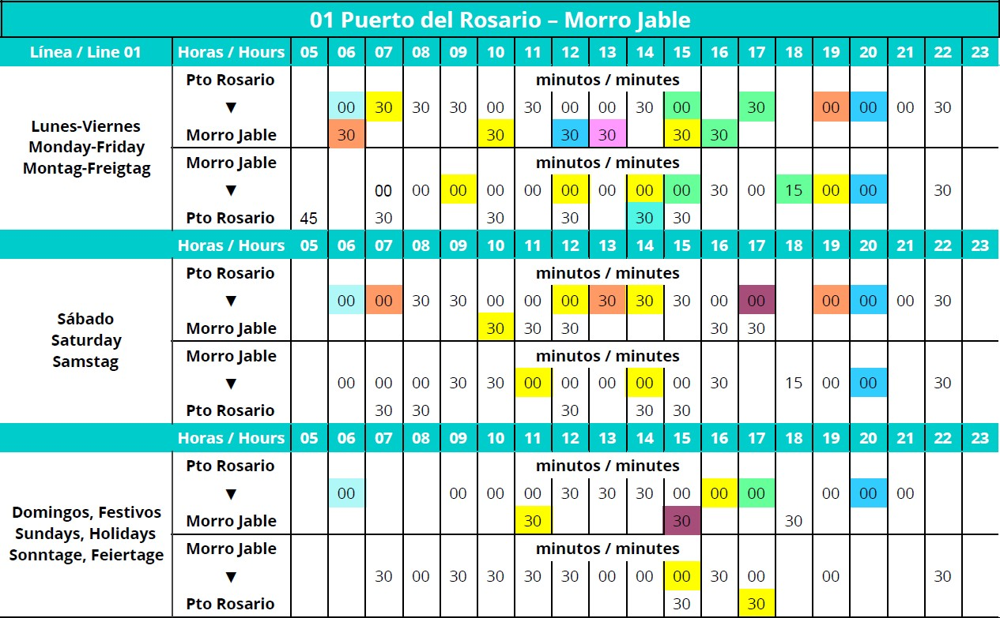 01 Puerto del Rosario – Morro Jable
Línea / Line 01 Horas / Hours 05 06 07 08 09 10 11 12 13 14 15 16 17 18 19 20 21 22 23
Lunes-Viernes
Monday-Friday
Montag-Freigtag
Pto Rosario minutos / minutes
▼ 00 30 30 30 00 30 00 00 30 00 30 00 00 00 30
Morro Jable 30 30 30 30 30 30
Morro Jable minutos / minutes
▼ 00 00 00 00 00 00 00 00 00 30 00 15 00 00 30
Pto Rosario 45 30 30 30 30 30
Horas / Hours 05 06 07 08 09 10 11 12 13 14 15 16 17 18 19 20 21 22 23
Sábado
Saturday
Samstag
Pto Rosario minutos / minutes
▼ 00 00 30 30 00 00 00 30 30 30 00 00 00 00 00 30
Morro Jable 30 30 30 30 30
Morro Jable minutos / minutes
▼ 00 00 00 30 30 00 00 00 00 00 30 15 00 00 30
Pto Rosario 30 30 30 30 30
Horas / Hours 05 06 07 08 09 10 11 12 13 14 15 16 17 18 19 20 21 22 23
Domingos, Festivos
Sundays, Holidays
Sonntage, Feiertage
Pto Rosario minutos / minutes
▼ 00 00 00 00 30 30 30 00 00 00 00 00 00
Morro Jable 30 30 30
Morro Jable minutos / minutes
▼ 30 00 30 30 30 30 00 00 00 30 00 00 30
Pto Rosario 30 30